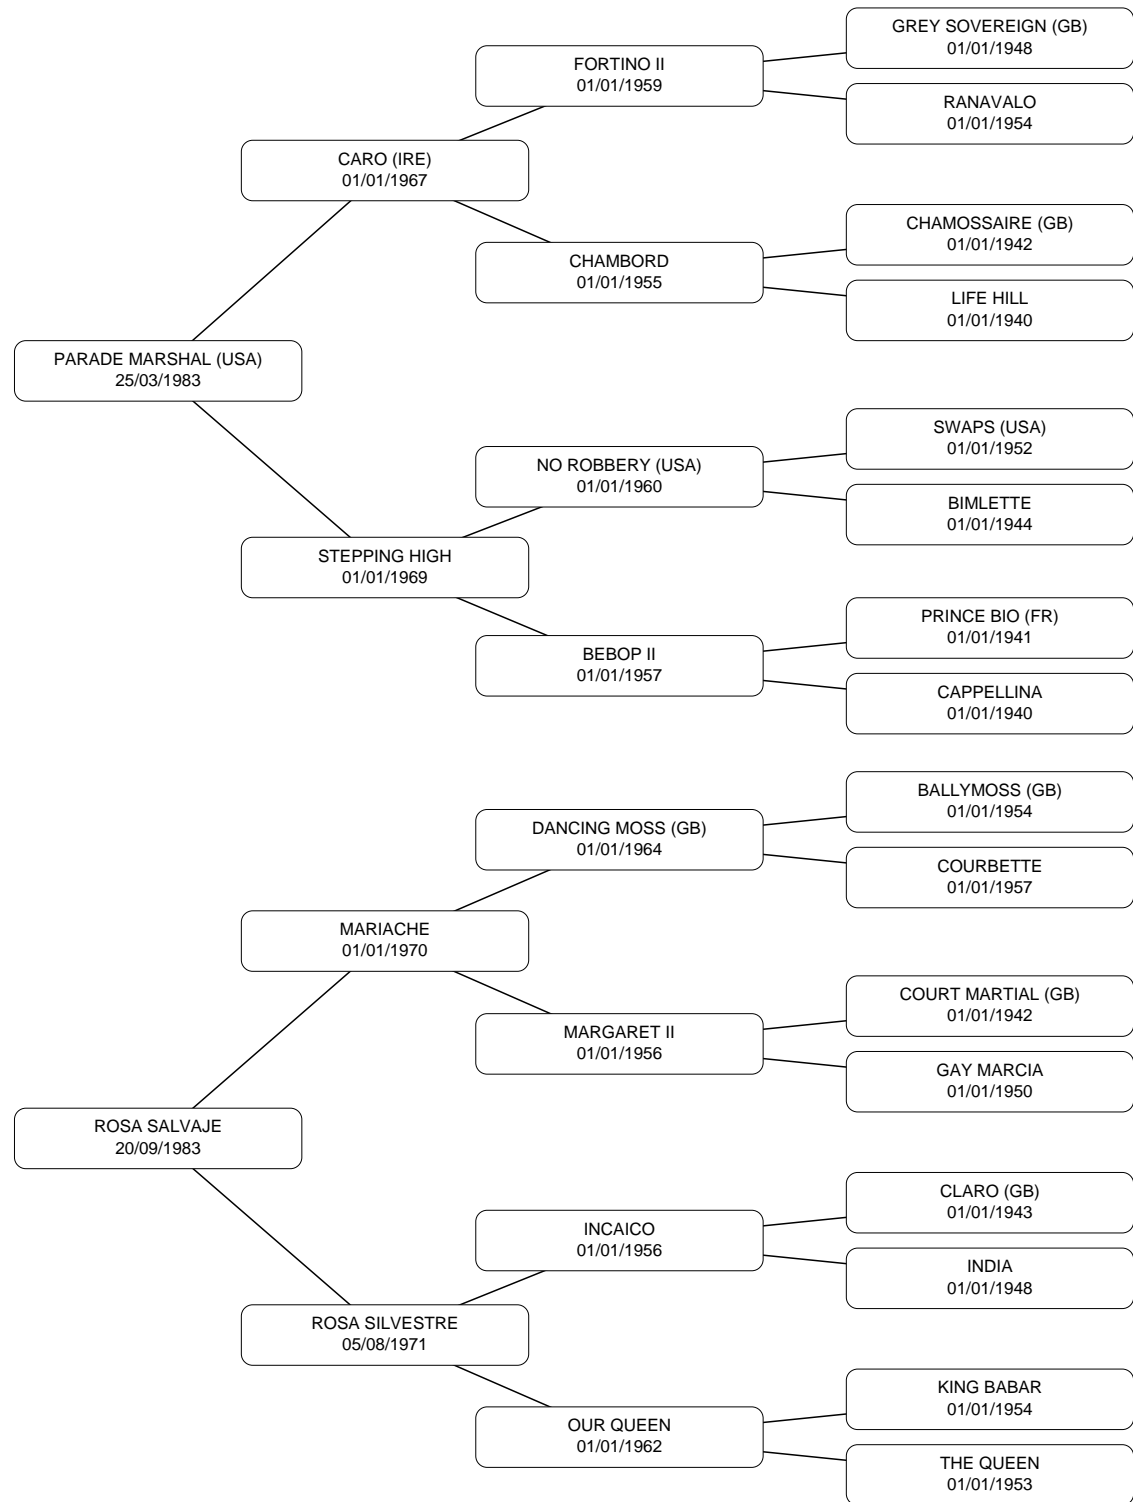 GREY SOVEREIGN (GB)
01/01/1948
FORTINO II
01/01/1959
RANAVALO
01/01/1954
CARO (IRE)
01/01/1967
CHAMOSSAIRE (GB)
01/01/1942
CHAMBORD
01/01/1955
LIFE HILL
01/01/1940
PARADE MARSHAL (USA)
25/03/1983
SWAPS (USA)
01/01/1952
NO ROBBERY (USA)
01/01/1960
BIMLETTE
01/01/1944
STEPPING HIGH
01/01/1969
PRINCE BIO (FR)
01/01/1941
BEBOP II
01/01/1957
CAPPELLINA
01/01/1940
BALLYMOSS (GB)
01/01/1954
DANCING MOSS (GB)
01/01/1964
COURBETTE
01/01/1957
MARIACHE
01/01/1970
COURT MARTIAL (GB)
01/01/1942
MARGARET II
01/01/1956
GAY MARCIA
01/01/1950
ROSA SALVAJE
20/09/1983
CLARO (GB)
01/01/1943
INCAICO
01/01/1956
INDIA
01/01/1948
ROSA SILVESTRE
05/08/1971
KING BABAR
01/01/1954
OUR QUEEN
01/01/1962
THE QUEEN
01/01/1953